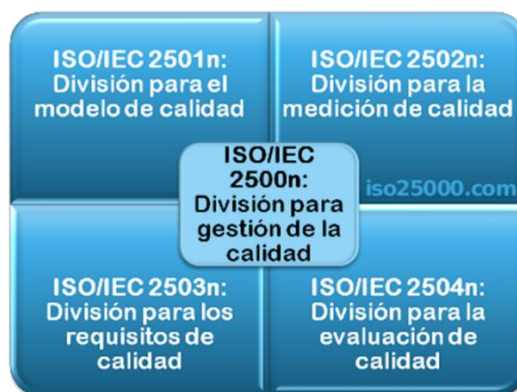 ISO/IEC 2501n:
División para el
modelo de calidad
ISO/IEC 2502n:
División para la
medición de calidad
ISO/IEC
2500n:
División para
gestión de la
calidad
iso25000.com
ISO/IEC 2503n:
División para los
requisitos de
calidad
ISO/IEC 2504n:
División para la
evaluación de
calidad